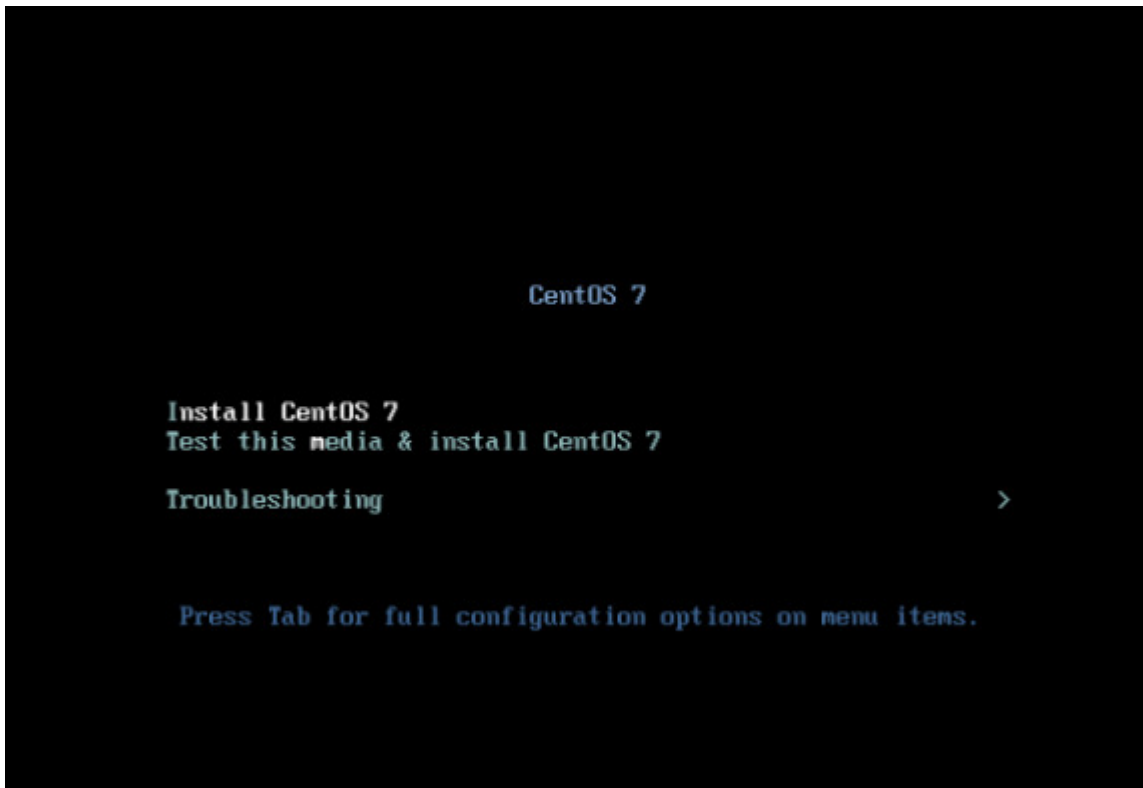 CentOS 7
Install CentOS 7
Test this media & install CentOS 7
Troubleshooting >
Press Tab for full configuration options on menu items.